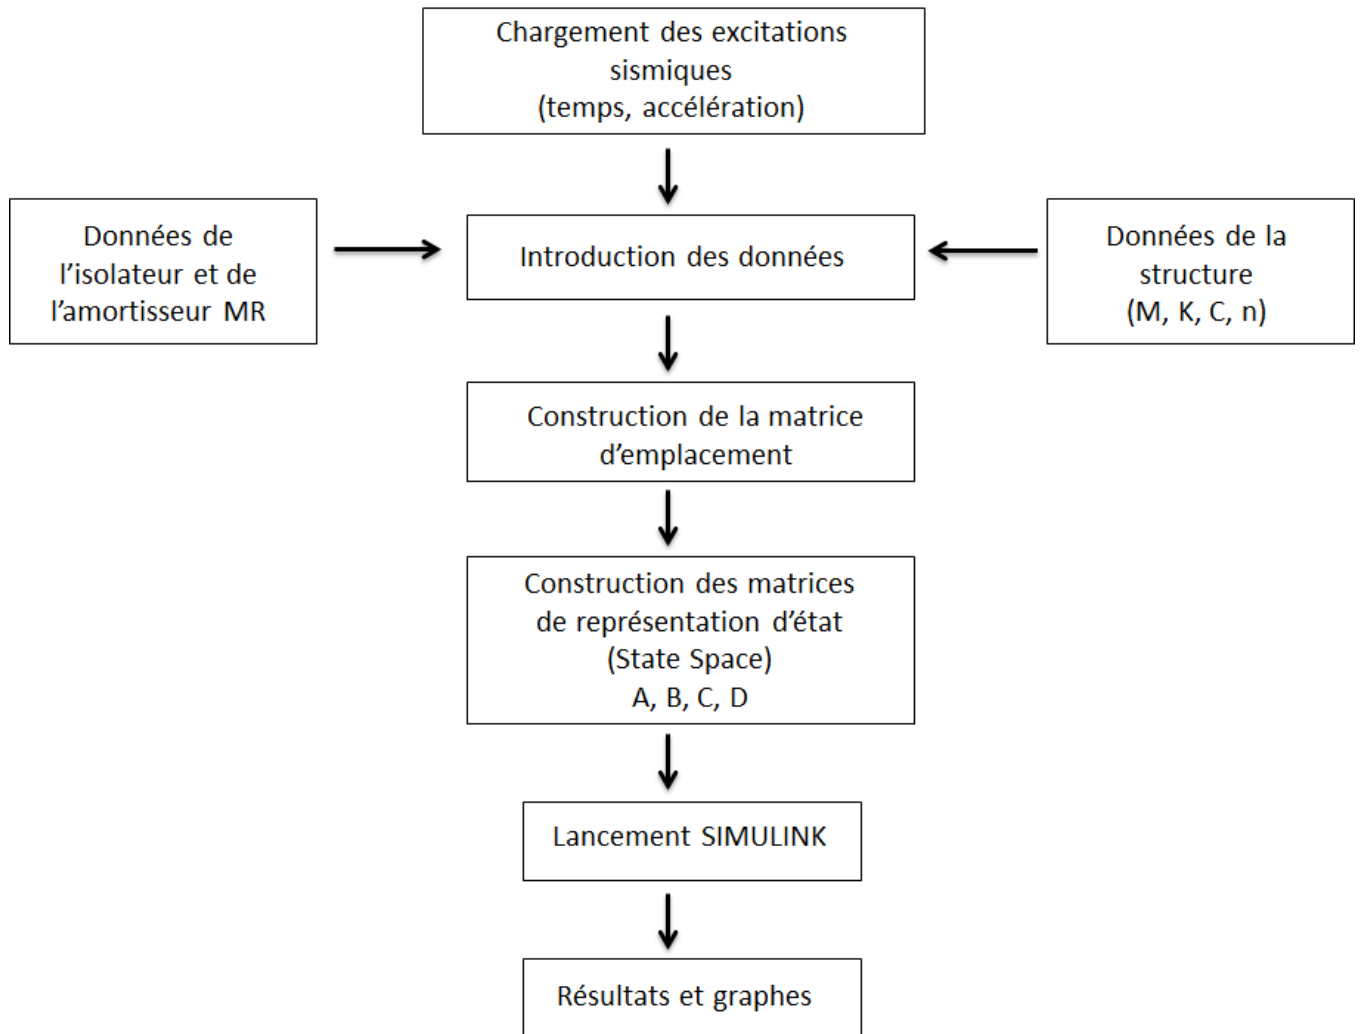 Chargement des excitations
sismiques
(temps, accélération)
Données de
l’isolateur et de
l’amortisseur MR
Introduction des données
Données de la
structure
(M, K, C, n)
Construction de la matrice
d’emplacement
Construction des matrices
de représentation d’état
(State Space)
A, B, C, D
Lancement SIMULINK
Résultats et graphes